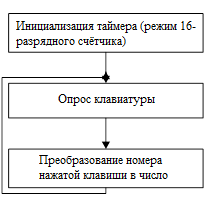 Инициализация таймера (режим 16-
разрядного счётчика)
Опрос клавиатуры
Преобразование номера
нажатой клавиши в число